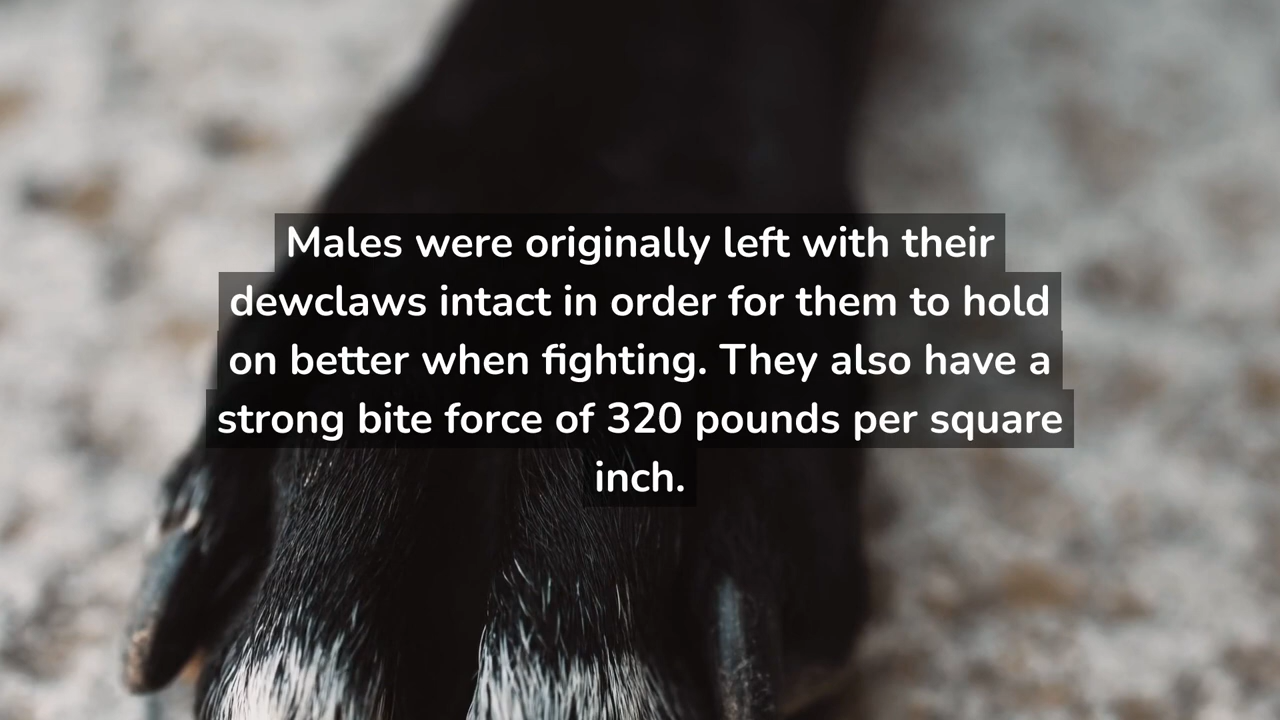 Males were originally left with their
dewclaws intact in order for them to hold
on better when fighting. They also have a
strong bite force of 320 pounds per square
inch.